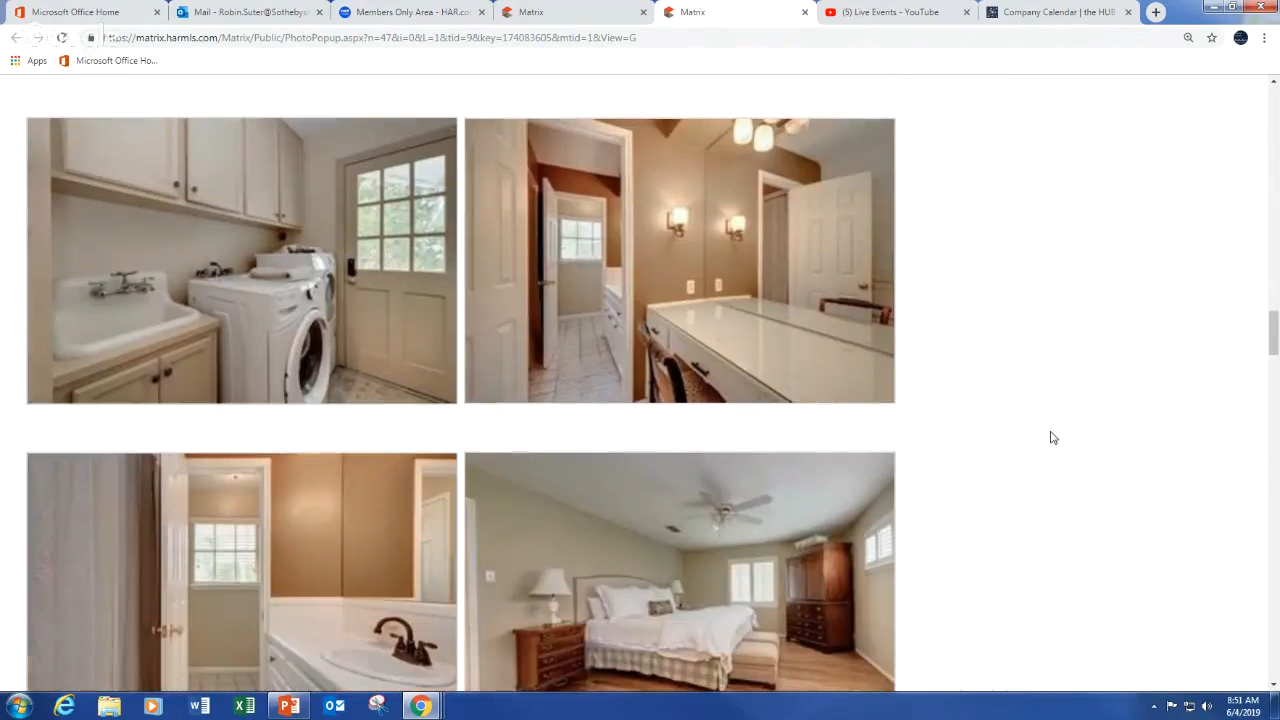 Microsoft Office Home
Mail - Robin.Suter@Sothebysh
Members Only Area - HAR.co
Matrix
Matrix
(5) Live Events - YouTube
Company Calendar | the HUB
https://matrix.harmls.com/Matrix/Public/PhotoPopup.aspx?n=47&i=0&L=1&tid=9&key=174083605&mtid=1&View=G
Apps
Microsoft Office Ho...
8:51 AM
6/4/2019